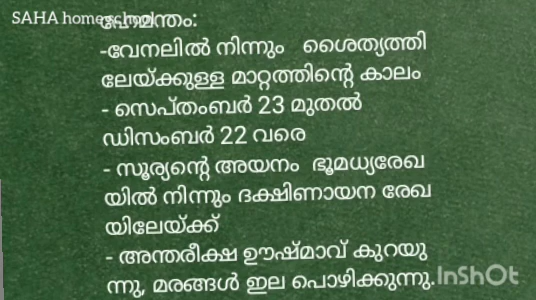 SAHA homeschool
ഹേമന്തം:
-വേനലിൽ നിന്നും ശൈത്യത്തി
ലേയ്ക്കുള്ള മാറ്റത്തിന്റെ കാലം
- സെപ്തംബർ 23 മുതൽ
ഡിസംബർ 22 വരെ
- സൂര്യന്റെ അയനം ഭൂമധ്യരേഖ
യിൽ നിന്നും ദക്ഷിണായന രേഖ
യിലേയ്ക്ക്
- അന്തരീക്ഷ ഊഷ്മാവ് കുറയു
ന്നു, മരങ്ങൾ ഇല പൊഴിക്കുന്നു.
InShOt